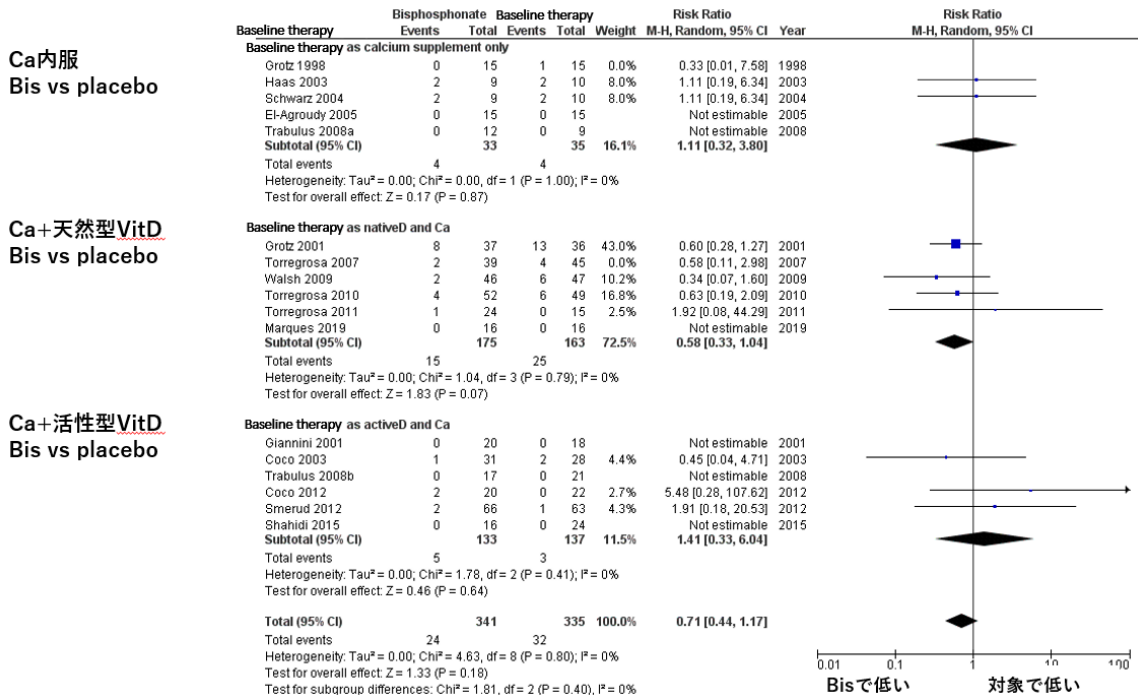 Bisphosphonate Baseline therapy Risk Ratio Risk Ratio
Baseline therapy Events Total Events Total Weight M-H, Random, 95% CI Year M-H, Random, 95% CI
Ca内服
Bis vs placebo
Baseline therapy as calcium supplement only
Grotz 1998 0 15 1 15 0.0% 0.33 [0.01, 7.58] 1998
Haas 2003 2 9 2 10 8.0% 1.11 [0.19, 6.34] 2003
Schwarz 2004 2 9 2 10 8.0% 1.11 [0.19, 6.34] 2004
El-Agroudy 2005 0 15 0 15 Not estimable 2005
Trabulus 2008a 0 12 0 9 Not estimable 2008
Subtotal (95% CI) 33 35 16.1% 1.11 [0.32, 3.80]
Total events 4 4
Heterogeneity: Tau² = 0.00; Chi² = 0.00, df = 1 (P = 1.00); I² = 0%
Test for overall effect: Z = 0.17 (P = 0.87)
Ca+天然型VitD
Bis vs placebo
Baseline therapy as nativeD and Ca
Grotz 2001 8 37 13 36 43.0% 0.60 [0.28, 1.27] 2001
Torregrosa 2007 2 39 4 45 0.0% 0.58 [0.11, 2.98] 2007
Walsh 2009 2 46 6 47 10.2% 0.34 [0.07, 1.60] 2009
Torregrosa 2010 4 52 6 49 16.8% 0.63 [0.19, 2.09] 2010
Torregrosa 2011 1 24 0 15 2.5% 1.92 [0.08, 44.29] 2011
Marques 2019 0 16 0 16 Not estimable 2019
Subtotal (95% CI) 175 163 72.5% 0.58 [0.33, 1.04]
Total events 15 25
Heterogeneity: Tau² = 0.00; Chi² = 1.04, df = 3 (P = 0.79); I² = 0%
Test for overall effect: Z = 1.83 (P = 0.07)
Ca+活性型VitD
Bis vs placebo
Baseline therapy as activeD and Ca
Giannini 2001 0 20 0 18 Not estimable 2001
Coco 2003 1 31 2 28 4.4% 0.45 [0.04, 4.71] 2003
Trabulus 2008b 0 17 0 21 Not estimable 2008
Coco 2012 2 20 0 22 2.7% 5.48 [0.28, 107.62] 2012
Smerud 2012 2 66 1 63 4.3% 1.91 [0.18, 20.53] 2012
Shahidi 2015 0 16 0 24 Not estimable 2015
Subtotal (95% CI) 133 137 11.5% 1.41 [0.33, 6.04]
Total events 5 3
Heterogeneity: Tau² = 0.00; Chi² = 1.78, df = 2 (P = 0.41); I² = 0%
Test for overall effect: Z = 0.46 (P = 0.64)
Total (95% CI) 341 335 100.0% 0.71 [0.44, 1.17]
Total events 24 32
Heterogeneity: Tau² = 0.00; Chi² = 4.63, df = 8 (P = 0.80); I² = 0%
Test for overall effect: Z = 1.33 (P = 0.18)
Test for subgroup differences: Chi² = 1.81, df = 2 (P = 0.40), I² = 0%
0.01 0.1 1 10 100
Bisで低い 対象で低い